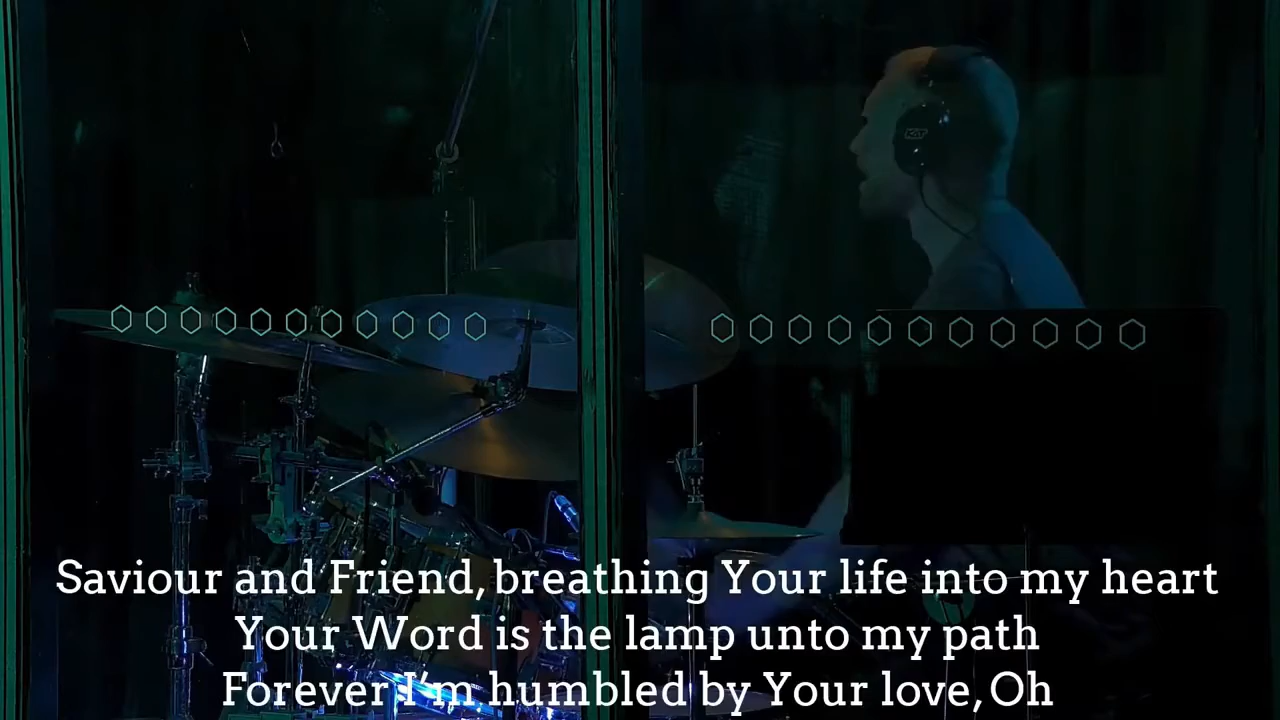 KAT
Saviour and Friend, breathing Your life into my heart
Your Word is the lamp unto my path
Forever I'm humbled by Your love, Oh